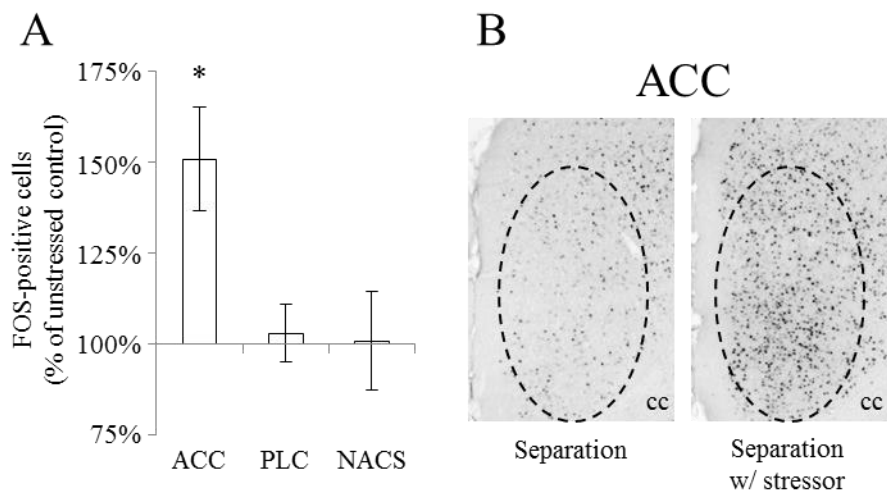 A
FOS-positive cells
(% of unstressed control)
175%
*
150%
125%
100%
75%
ACC
PLC
NACS
B
ACC
cc
cc
Separation
Separation
w/ stressor